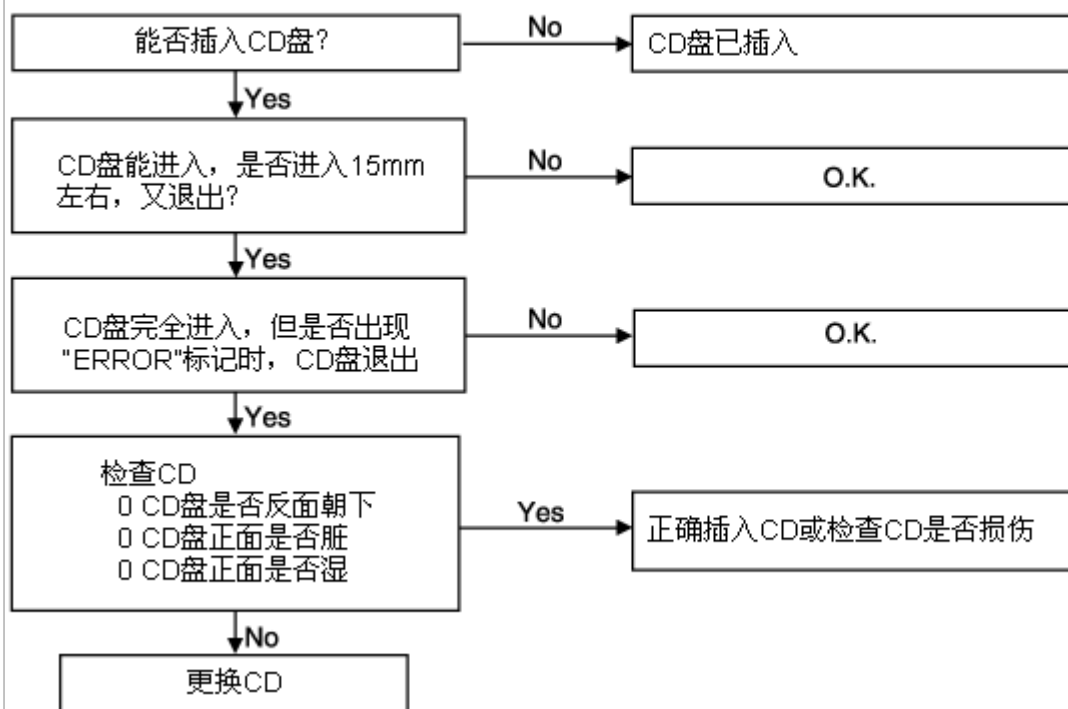 能否插入CD盘?
No
CD盘已插入
Yes
CD盘能进入，是否进入15mm
左右，又退出?
No
O.K.
Yes
CD盘完全进入，但是否出现
"ERROR"标记时，CD盘退出
No
O.K.
Yes
检查CD
0 CD盘是否反面朝下
0 CD盘正面是否脏
0 CD盘正面是否湿
Yes
正确插入CD或检查CD是否损伤
No
更换CD